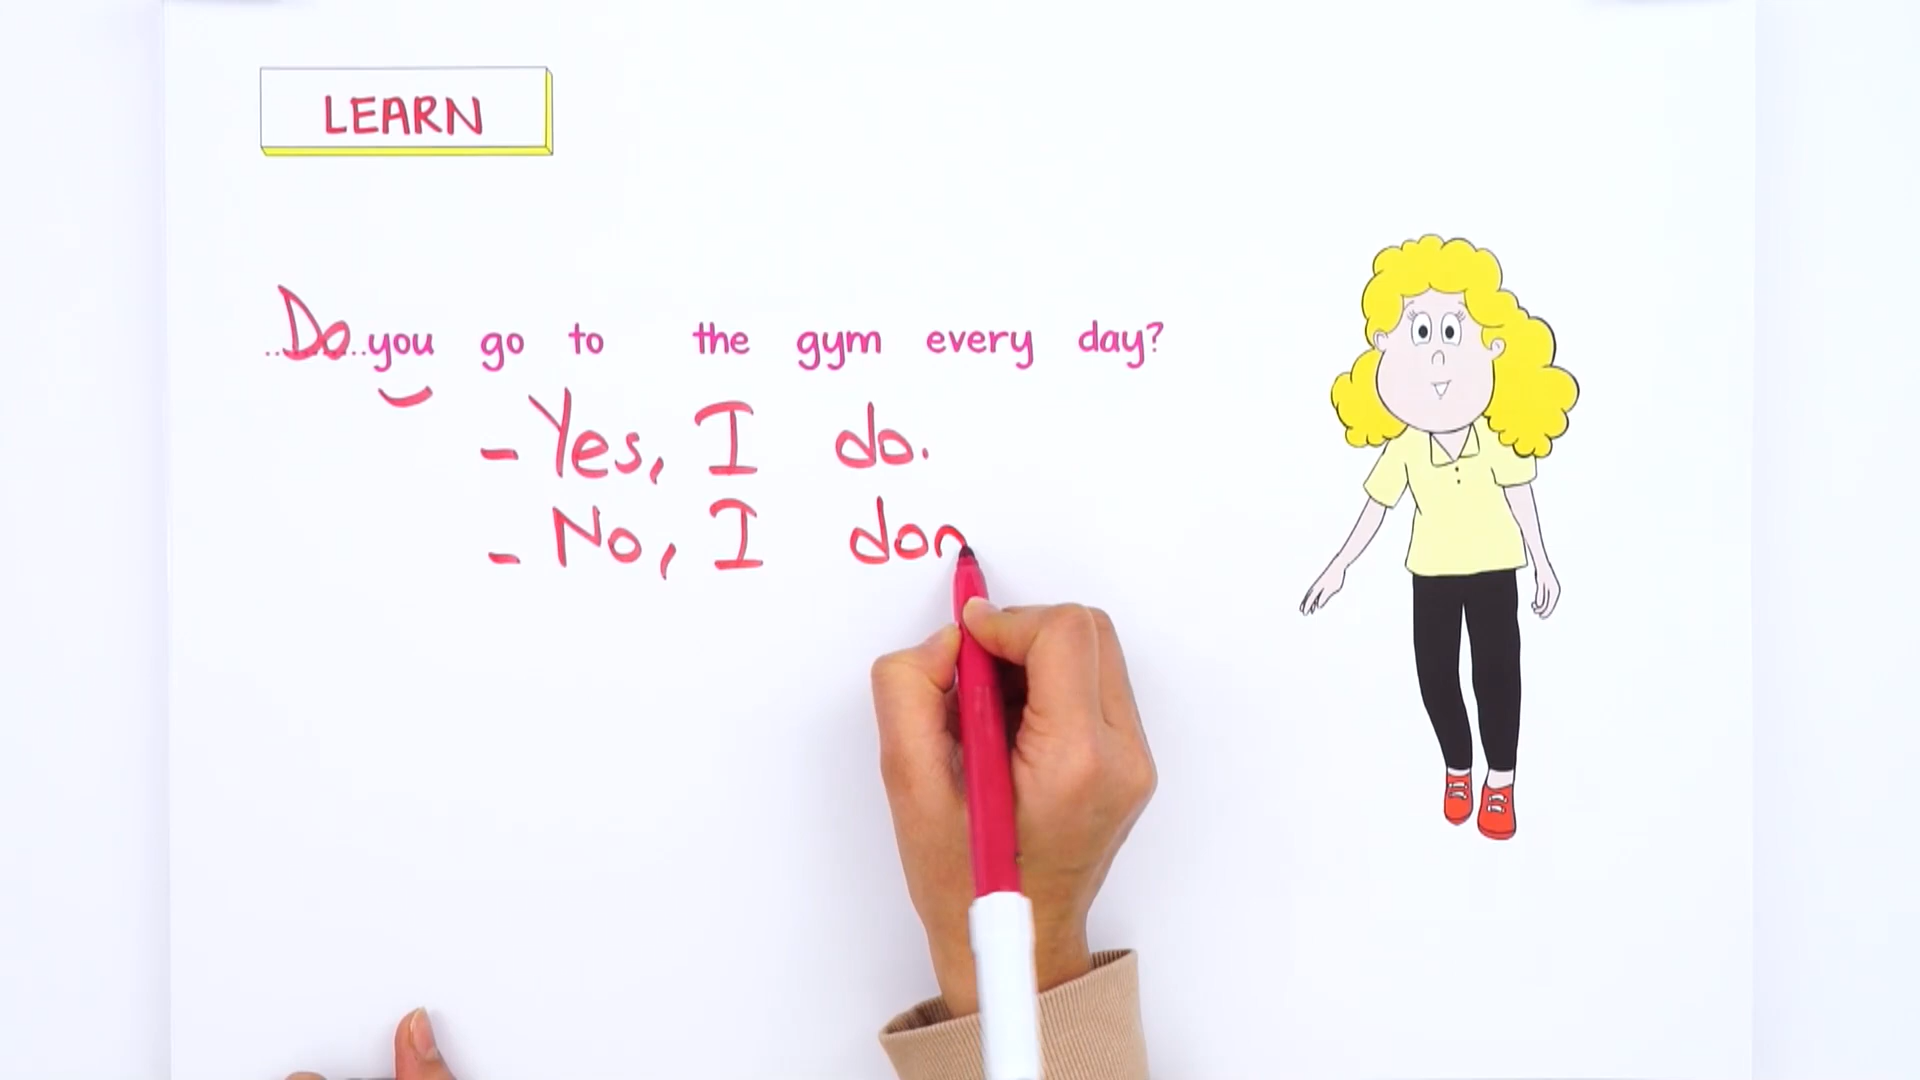 LEARN
Do you go to the gym every day?
- Yes, I do.
- No, I don